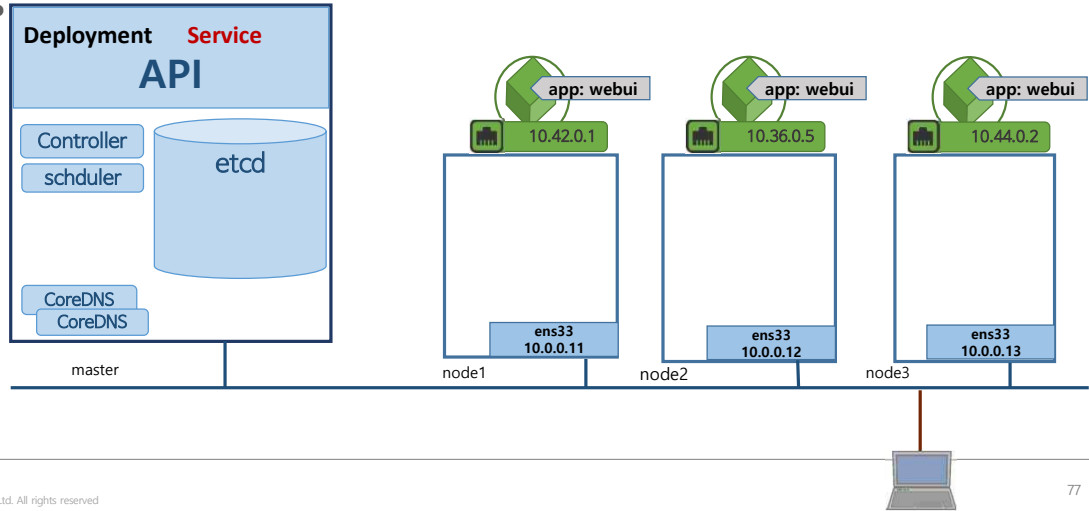 Deployment Service
API
Controller
schduler
etcd
CoreDNS
CoreDNS
master
app: webui
10.42.0.1
ens33
10.0.0.11
node1
app: webui
10.36.0.5
ens33
10.0.0.12
node2
app: webui
10.44.0.2
ens33
10.0.0.13
node3
Ltd. All rights reserved
77